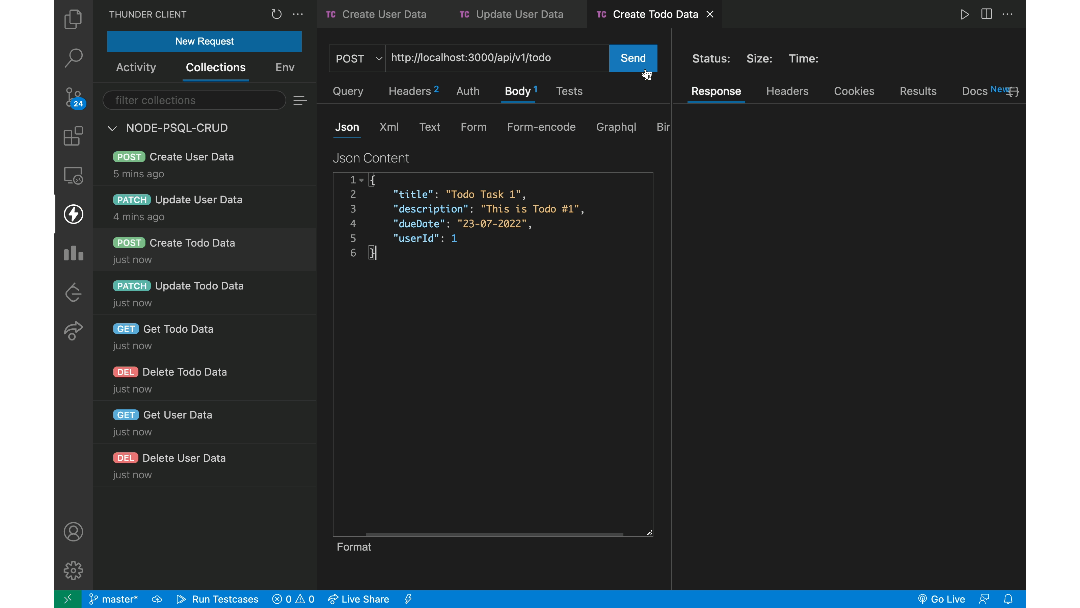 THUNDER CLIENT
New Request
Activity Collections Env
filter collections
24
NODE-PSQL-CRUD
POST Create User Data
5 mins ago
PATCH Update User Data
4 mins ago
POST Create Todo Data
just now
PATCH Update Todo Data
just now
GET Get Todo Data
just now
DEL Delete Todo Data
just now
GET Get User Data
just now
DEL Delete User Data
just now
TC Create User Data TC Update User Data TC Create Todo Data
POST http://localhost:3000/api/v1/todo Send
Query Headers 2 Auth Body 1 Tests
Json Xml Text Form Form-encode Graphql Bin
Json Content
1 {
2 "title": "Todo Task 1",
3 "description": "This is Todo #1",
4 "dueDate": "23-07-2022",
5 "userId": 1
6 }
Format
Status: Size: Time:
Response Headers Cookies Results Docs New {}
master* Run Testcases 0 0 Live Share Go Live